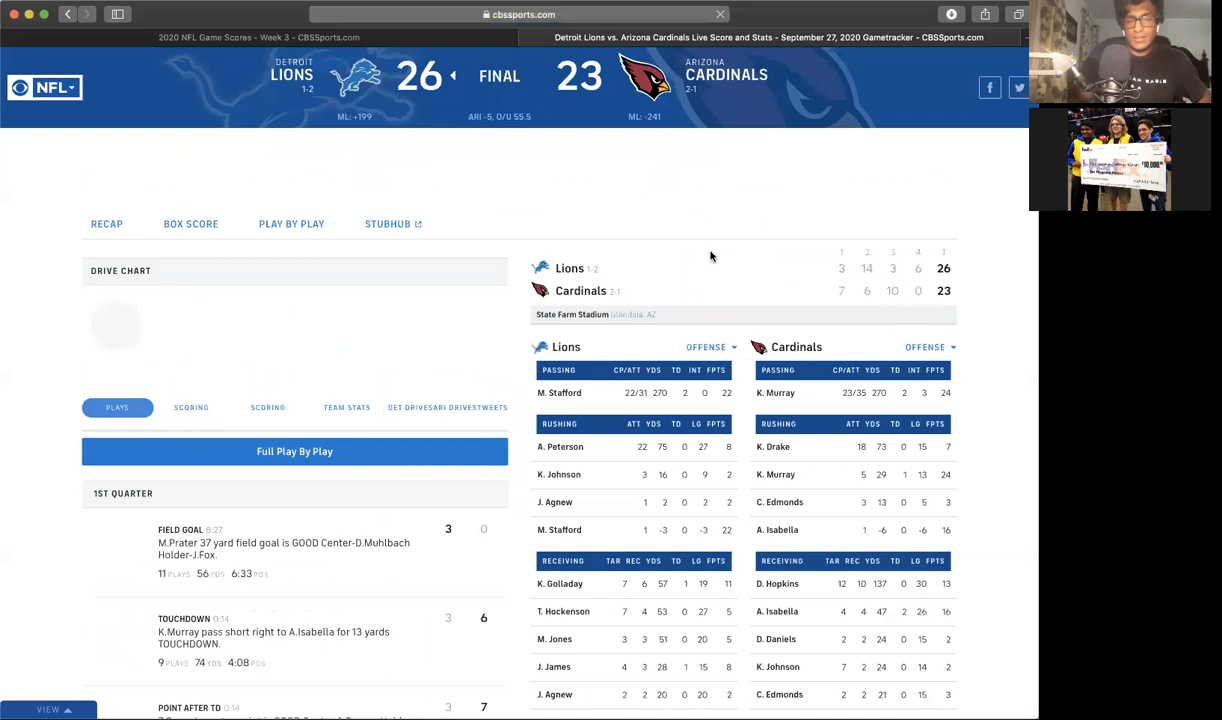 cbssports.com
2020 NFL Game Scores - Week 3 - CBSSports.com
Detroit Lions vs. Arizona Cardinals Live Score and Stats - September 27, 2020 Gametracker - CBSSports.com
NFL
DETROIT
LIONS
1-2
26
FINAL
23
ARIZONA
CARDINALS
2-1
ML: +199
ARI -5, O/U 55.5
ML: -241
FedEx
$10,000
RECAP BOX SCORE PLAY BY PLAY STUBHUB
DRIVE CHART
PLAYS SCORING SCORING TEAM STATS DET DRIVESARI DRIVESTWEETS
Full Play By Play
1ST QUARTER
FIELD GOAL 8:27 3 0
M.Prater 37 yard field goal is GOOD Center-D.Muhlbach
Holder-J.Fox.
11 PLAYS 56 YDS 6:33 POS
TOUCHDOWN 0:14 3 6
K.Murray pass short right to A.Isabella for 13 yards
TOUCHDOWN.
9 PLAYS 74 YDS 4:08 POS
POINT AFTER TD 0:14 3 7
VIEW
1 2 3 4 T
Lions 1-2 3 14 3 6 26
Cardinals 2-1 7 6 10 0 23
State Farm Stadium Glendale, AZ
Lions OFFENSE
PASSING CP/ATT YDS TD INT FPTS
M. Stafford 22/31 270 2 0 22
RUSHING ATT YDS TD LG FPTS
A. Peterson 22 75 0 27 8
K. Johnson 3 16 0 9 2
J. Agnew 1 2 0 2 2
M. Stafford 1 -3 0 -3 22
RECEIVING TAR REC YDS TD LG FPTS
K. Golladay 7 6 57 1 19 11
T. Hockenson 7 4 53 0 27 5
M. Jones 3 3 51 0 20 5
J. James 4 3 28 1 15 8
J. Agnew 2 2 20 0 20 2
Cardinals OFFENSE
PASSING CP/ATT YDS TD INT FPTS
K. Murray 23/35 270 2 3 24
RUSHING ATT YDS TD LG FPTS
K. Drake 18 73 0 15 7
K. Murray 5 29 1 13 24
C. Edmonds 3 13 0 5 3
A. Isabella 1 -6 0 -6 16
RECEIVING TAR REC YDS TD LG FPTS
D. Hopkins 12 10 137 0 30 13
A. Isabella 4 4 47 2 26 16
D. Daniels 2 2 24 0 15 2
K. Johnson 7 2 24 0 14 2
C. Edmonds 2 2 21 0 15 3